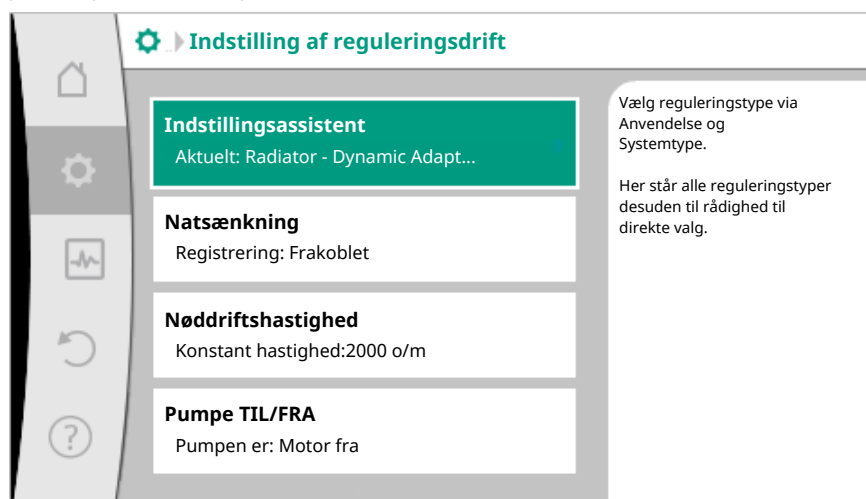 Indstilling af reguleringsdrift
Indstillingsassistent
Aktuelt: Radiator - Dynamic Adapt...
Natsænkning
Registrering: Frakoblet
Nøddriftshastighed
Konstant hastighed:2000 o/m
Pumpe TIL/FRA
Pumpen er: Motor fra
Vælg reguleringstype via
Anvendelse og
Systemtype.
Her står alle reguleringstyper
desuden til rådighed til
direkte valg.